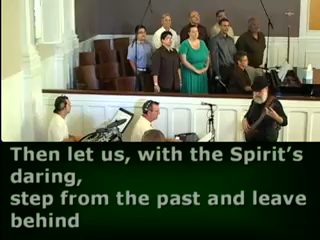 Then let us, with the Spirit's
daring,
step from the past and leave
behind